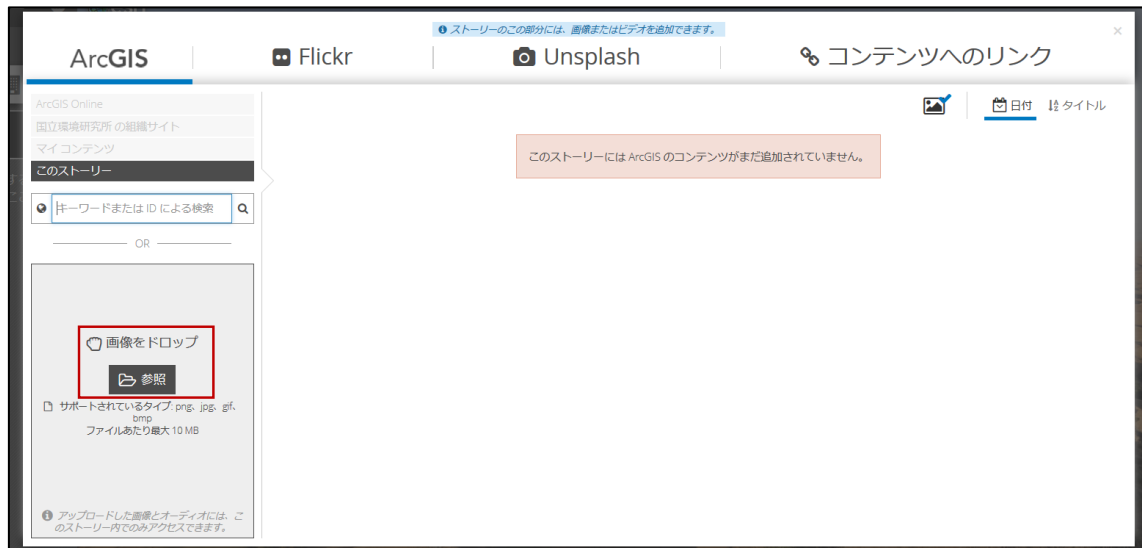 ストーリーのこの部分には、画像またはビデオを追加できます。
ArcGIS
Flickr
Unsplash
コンテンツへのリンク
ArcGIS Online
国立環境研究所 の組織サイト
マイ コンテンツ
このストーリー
日付
タイトル
このストーリーには ArcGIS のコンテンツがまだ追加されていません。
キーワードまたは ID による検索
OR
画像をドロップ
参照
サポートされているタイプ: png、jpg、gif、
bmp
ファイルあたり最大 10 MB
アップロードした画像とオーディオには、こ
のストーリー内でのみアクセスできます。